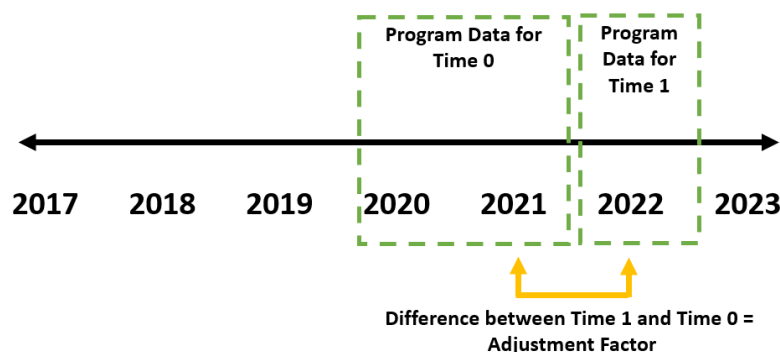 Program Data for
Time 0
Program
Data for
Time 1
2017 2018 2019 2020 2021 2022 2023
Difference between Time 1 and Time 0 =
Adjustment Factor